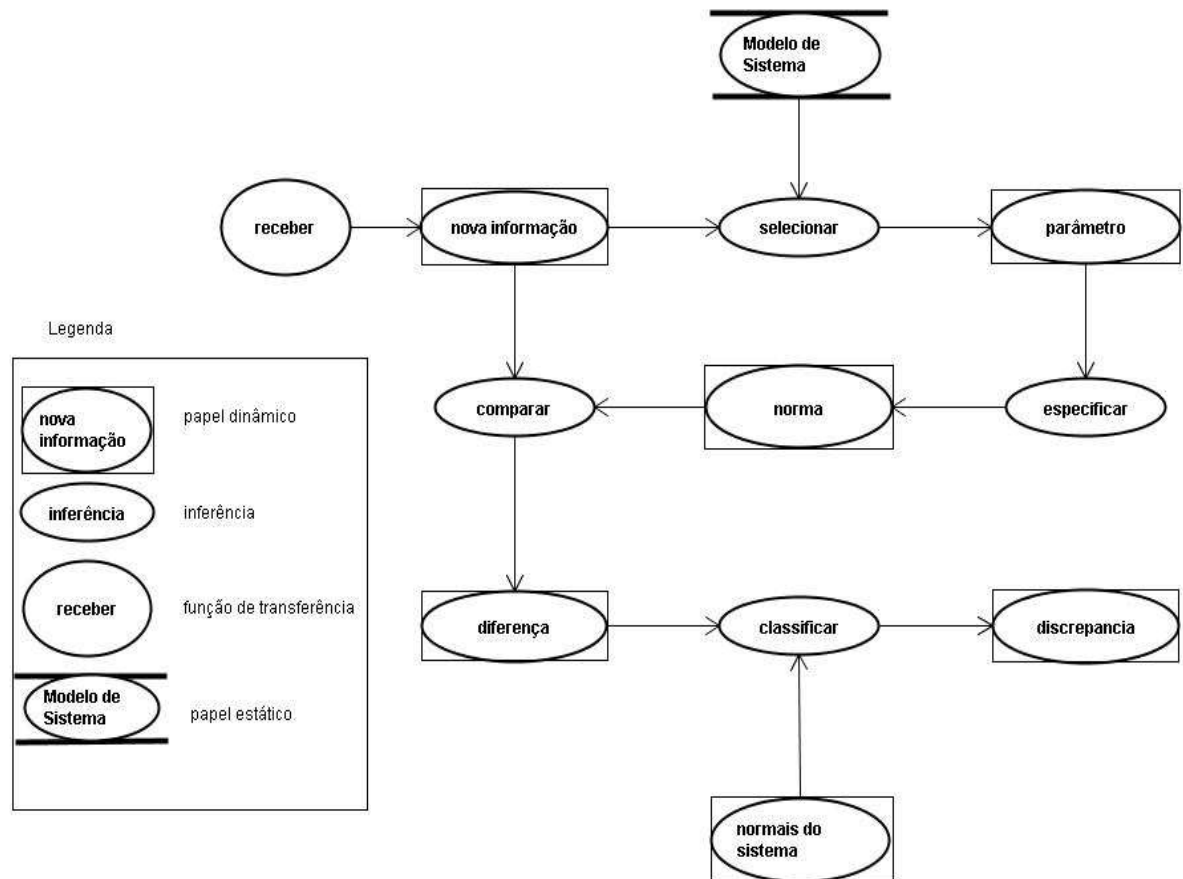 Modelo de
Sistema
receber
nova informação
selecionar
parâmetro
Legenda
comparar
norma
especificar
nova
informação
papel dinâmico
inferência
inferência
receber
função de transferência
Modelo de
Sistema
papel estático
diferença
classificar
discrepancia
normais do
sistema